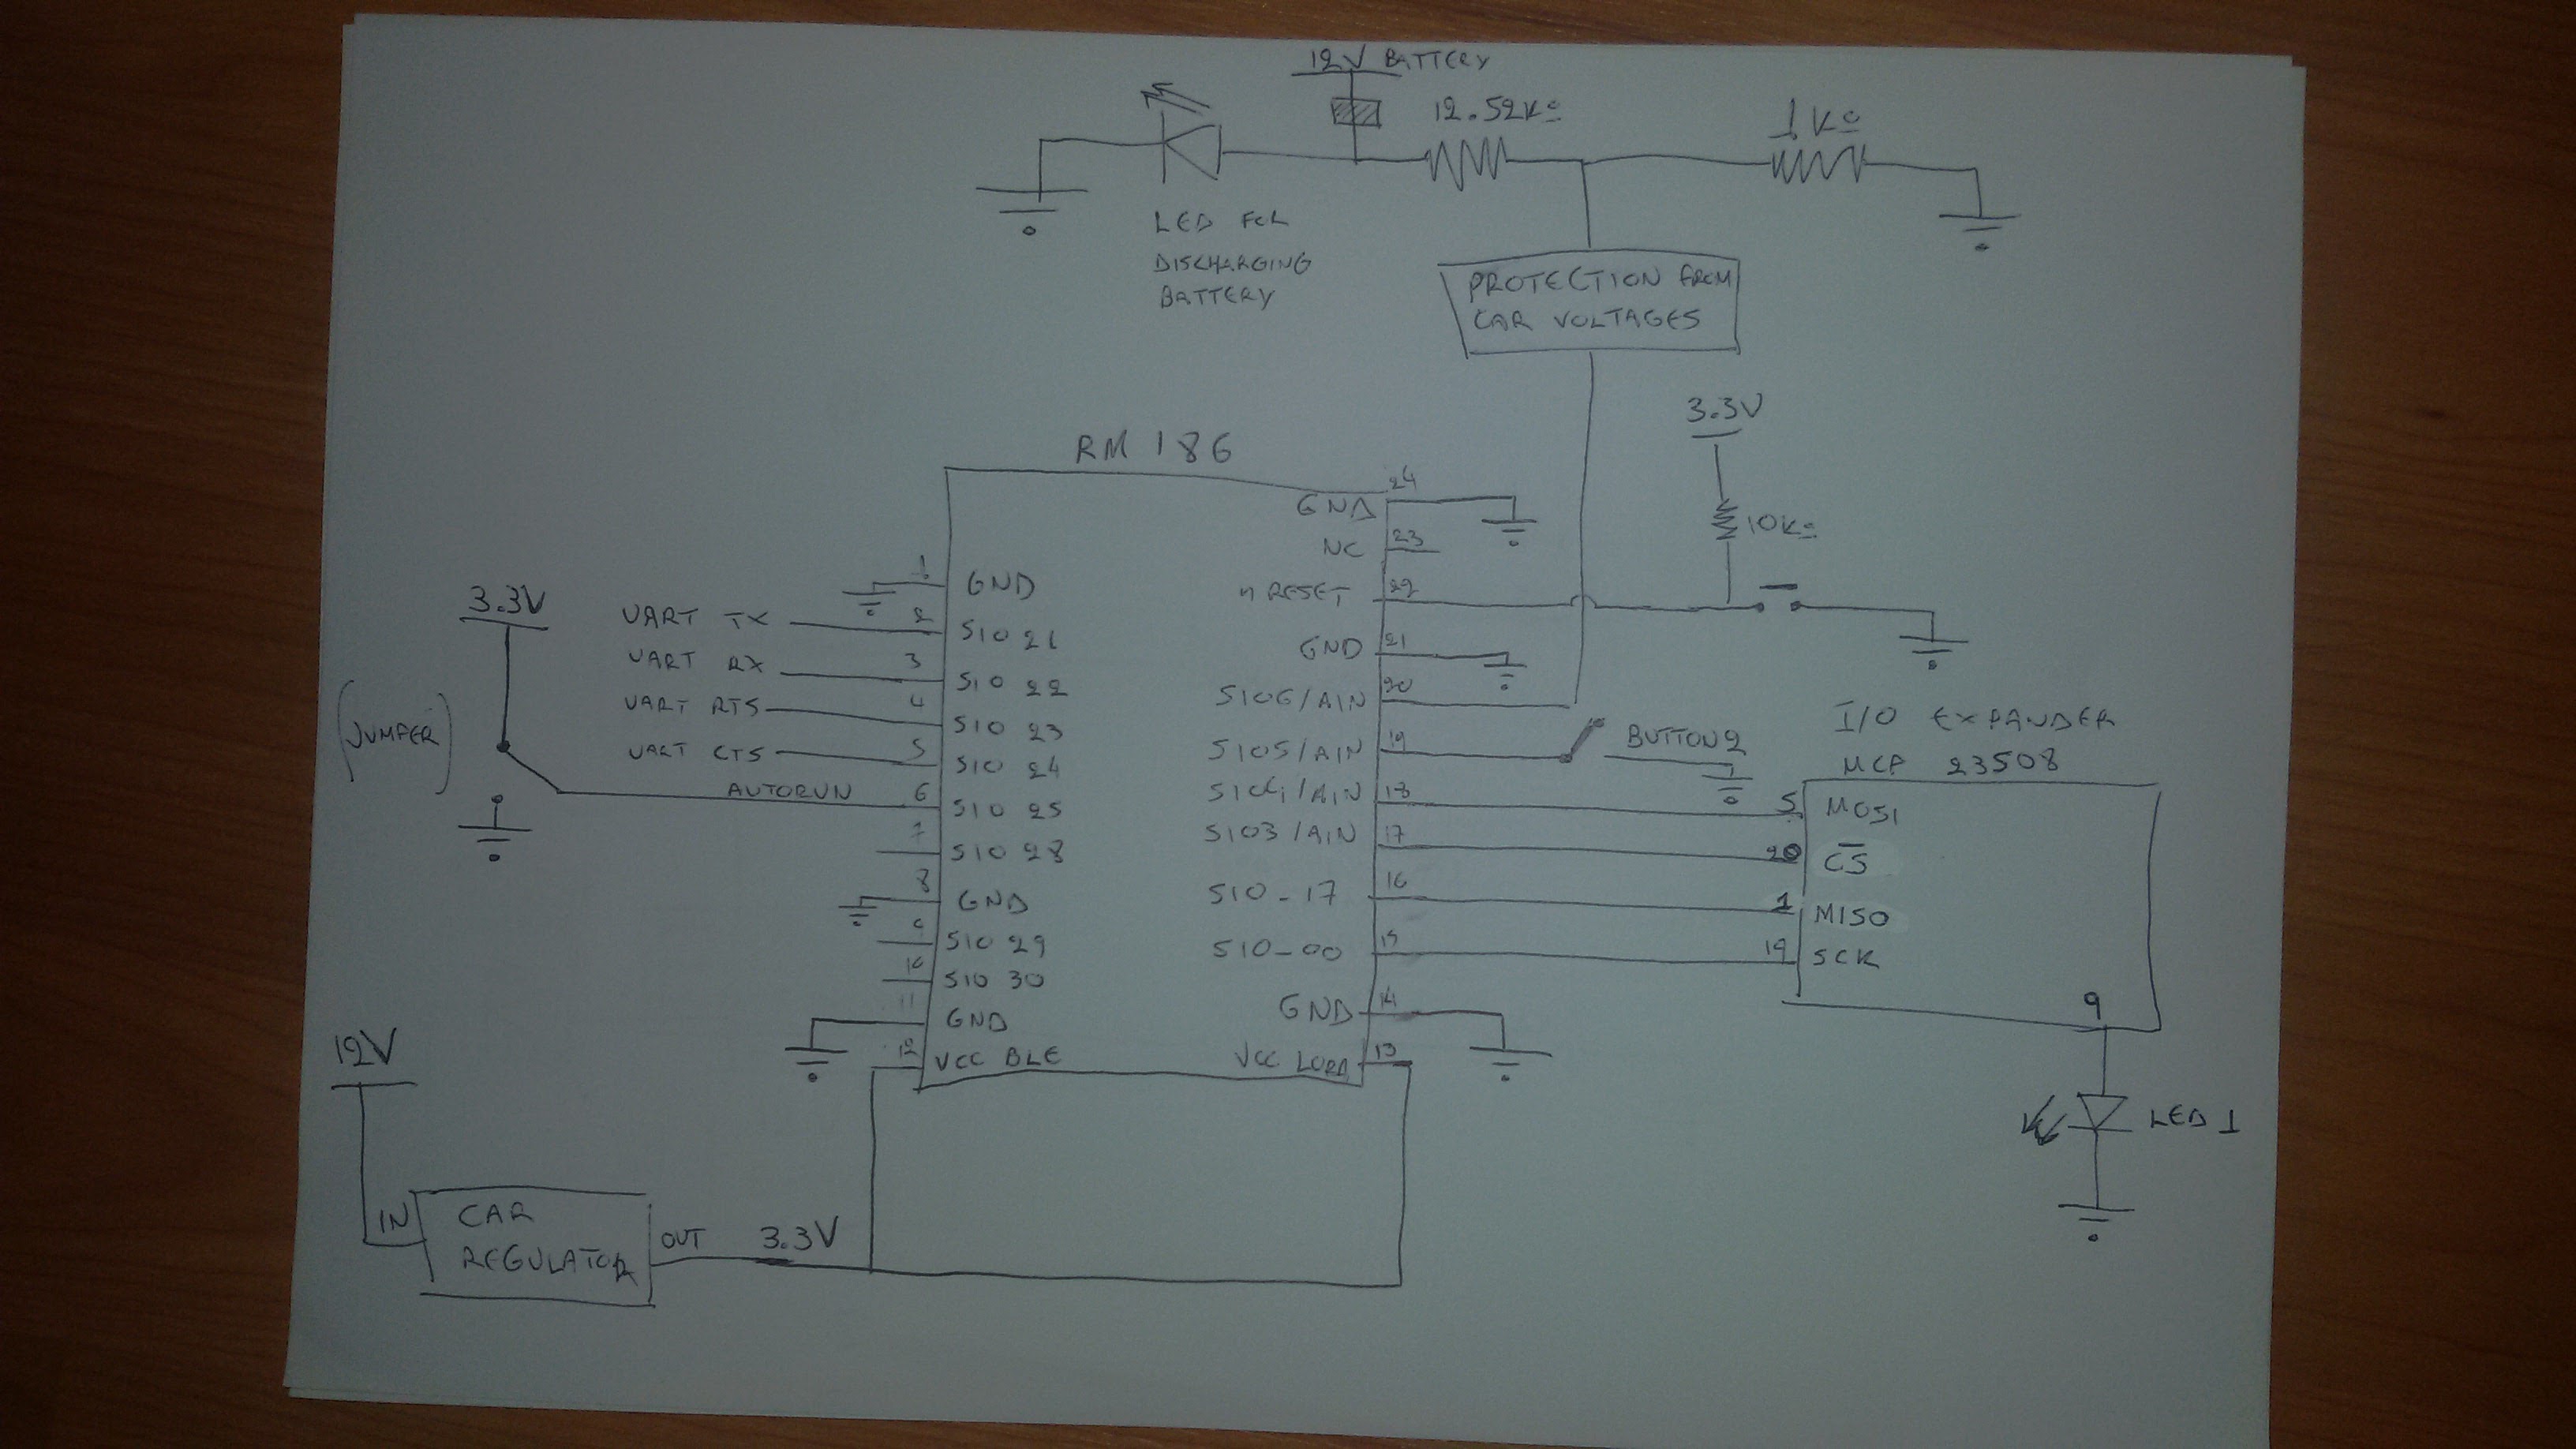 12V BATTERY
12.52KΩ
1KΩ
LED FOR
DISCHARGING
BATTERY
PROTECTION FROM
CAR VOLTAGES
3.3V
10KΩ
RM 186
24
GND
23
NC
22
nRESET
21
GND
20
SIO6/AIN
19
SIO5/AIN
BUTTON2
18
SIO4/AIN
17
SIO3/AIN
16
SIO_17
15
SIO_00
14
GND
13
VCC LORA
1
GND
UART TX
2
SIO 21
UART RX
3
SIO 22
UART RTS
4
SIO 23
UART CTS
5
SIO 24
AUTORUN
6
SIO 25
7
SIO 28
8
GND
9
SIO 29
10
SIO 30
11
GND
12
VCC BLE
3.3V
(JUMPER)
I/O EXPANDER
MCP 23S08
5 MOSI
20 CS
1 MISO
19 SCK
9
LED 1
12V
IN
CAR
REGULATOR
OUT
3.3V